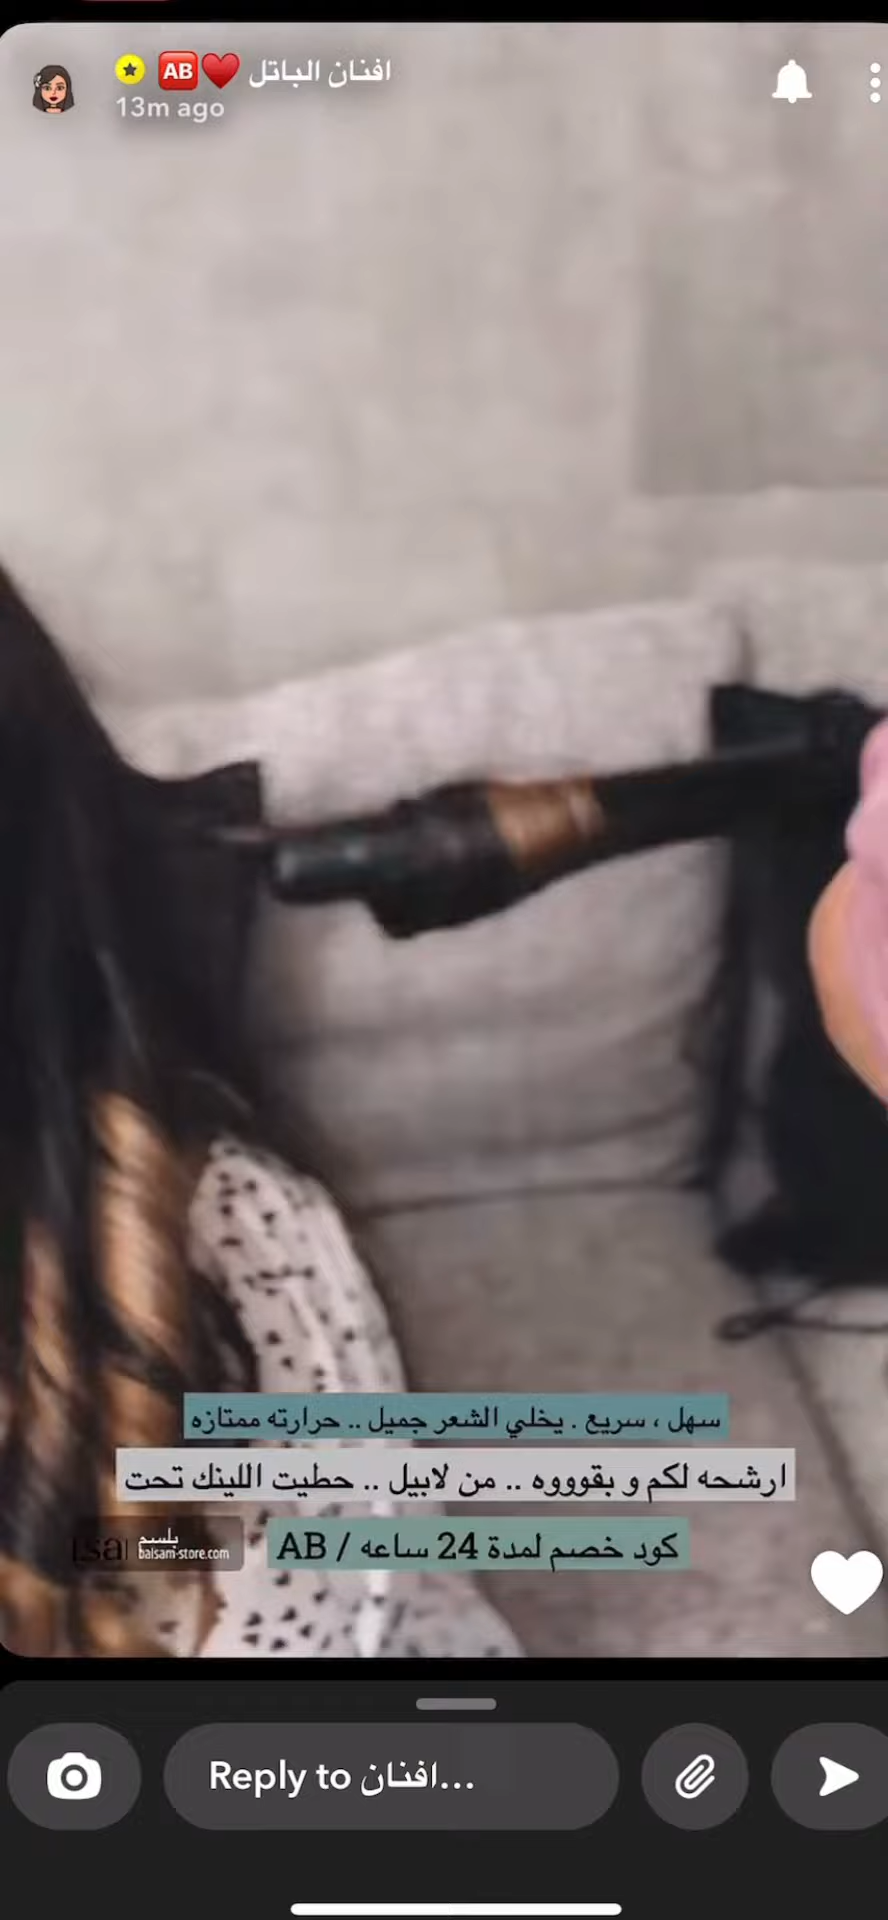 افنان الباتل ❤️ AB
13m ago
سهل ، سريع . يخلي الشعر جميل .. حرارته ممتازه
ارشحه لكم و بقوووه .. من لابيل .. حطيت اللينك تحت
كود خصم لمدة 24 ساعه / AB
بلسم
balsam-store.com
Reply to افنان...